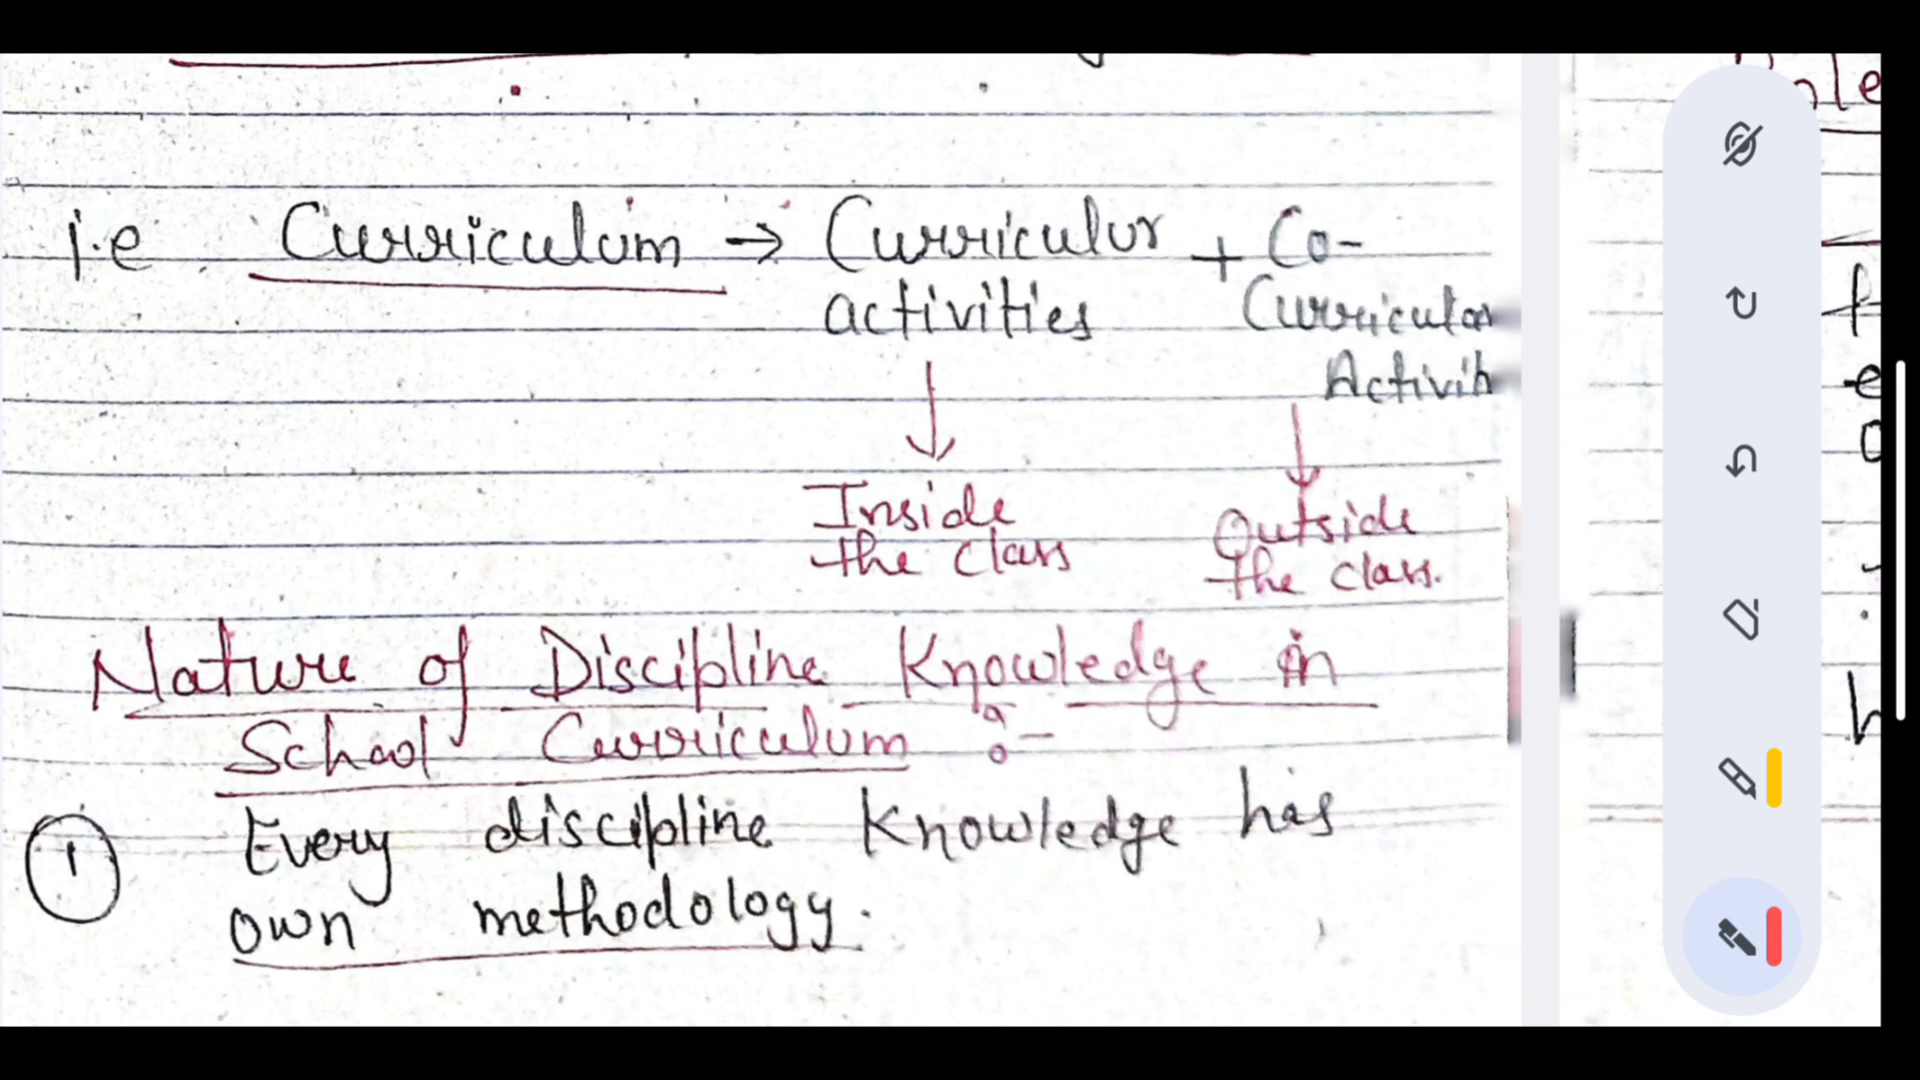 i.e Curriculum → Curricular + Co-
activities Curricular
Activit
Inside Outside
the class the class.
Nature of Discipline Knowledge in
School Curriculum :-
① Every discipline Knowledge has
own methodology.